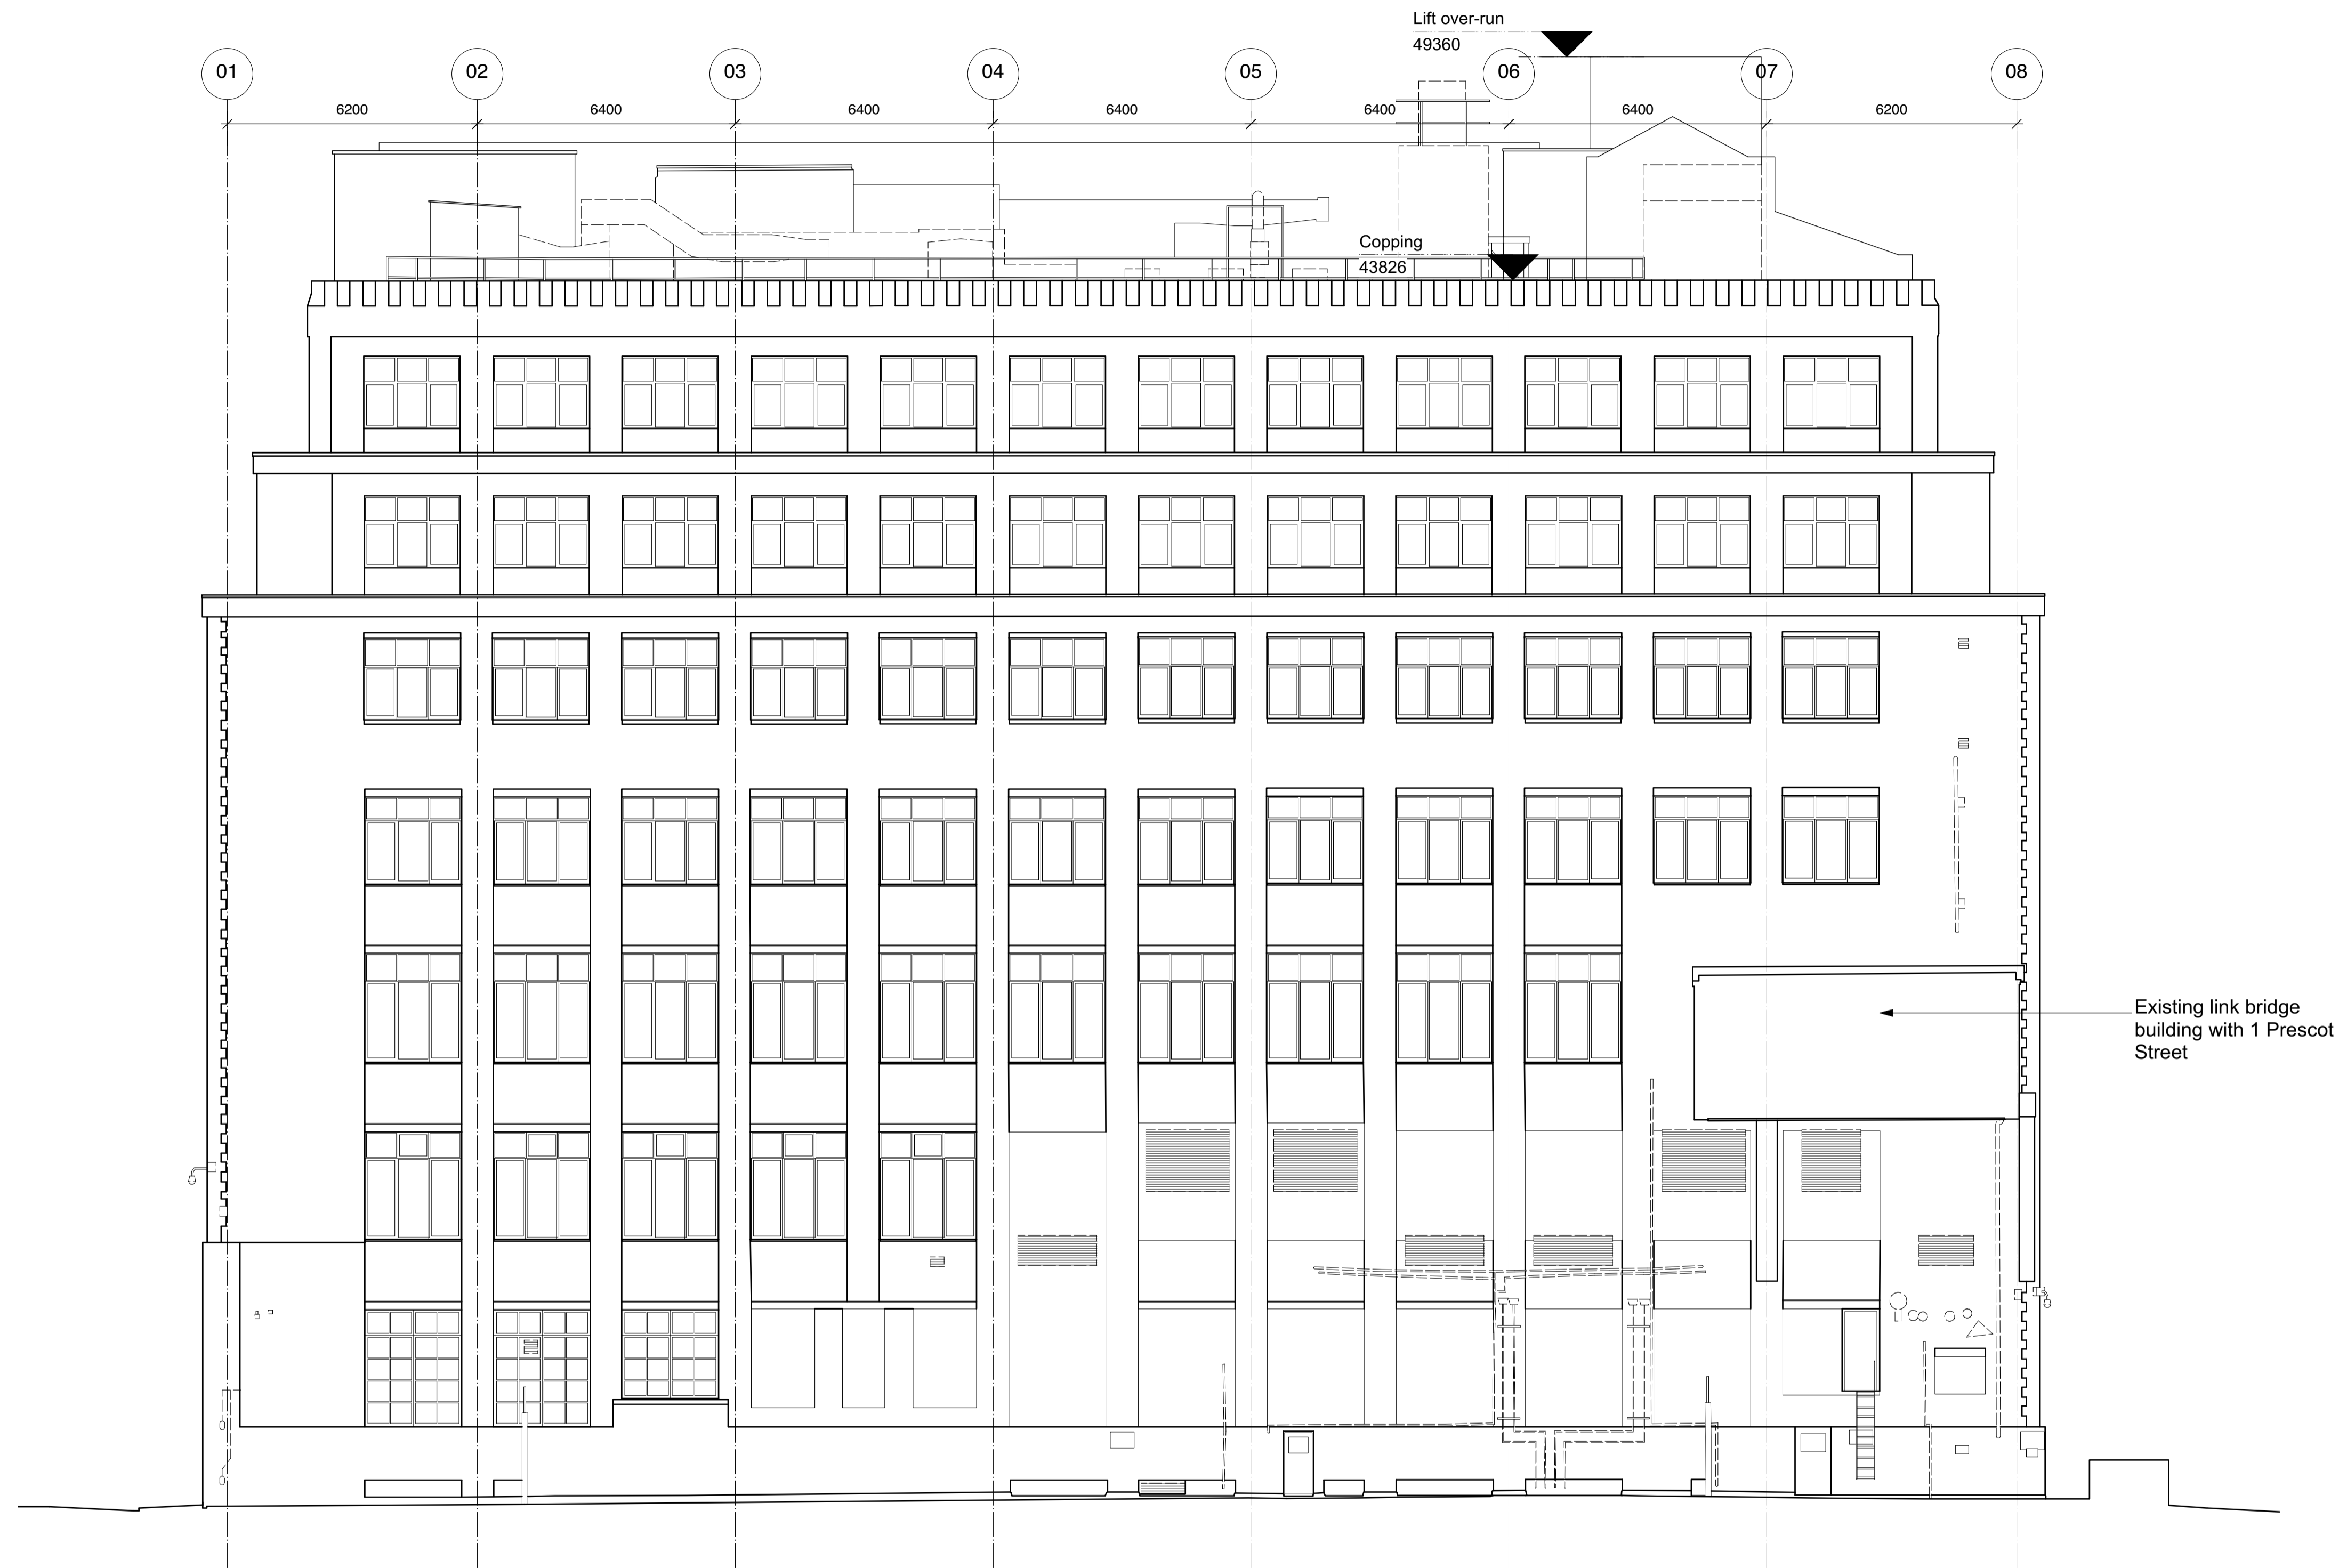 Lift over-run
49360
01 02 03 04 05 06 07 08
6200 6400 6400 6400 6400 6400 6200
Copping
43826
Existing link bridge
building with 1 Prescot
Street